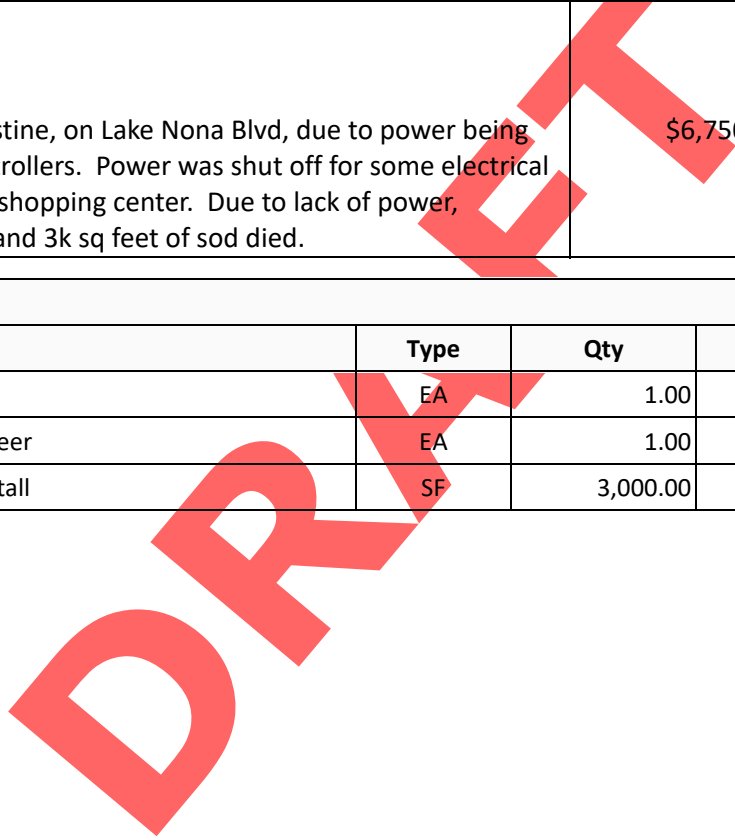 stine, on Lake Nona Blvd, due to power being $6,750
rollers. Power was shut off for some electrical
shopping center. Due to lack of power,
and 3k sq feet of sod died.
Type Qty
EA 1.00
eer EA 1.00
tall SF 3,000.00
DRAFT